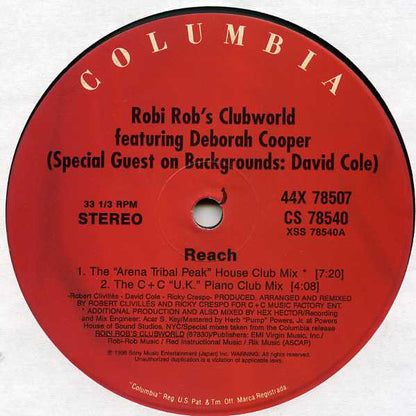 COLUMBIA
Robi Rob's Clubworld
featuring Deborah Cooper
(Special Guest on Backgrounds: David Cole)
33 1/3 RPM
STEREO
44X 78507
CS 78540
XSS 78540A
Reach
1. The "Arena Tribal Peak" House Club Mix * [7:20]
2. The C + C "U.K." Piano Club Mix [4:08]
-Robert Clivillés - David Cole - Ricky Crespo- PRODUCED, ARRANGED AND REMIXED
BY ROBERT CLIVILLÉS AND RICKY CRESPO FOR C+C MUSIC FACTORY ENT.
* ADDITIONAL PRODUCTION AND ALSO MIXED BY HEX HECTOR/Recording
and Mix Engineer: Acar S. Key/Mastered by Herb "Pump" Powers, Jr. at Powers
House of Sound Studios, NYC/Special mixes taken from the Columbia release
ROBI ROB'S CLUBWORLD (67830)/Publishers: EMI Virgin Music, Inc./
Robi-Rob Music / Red Instructional Music / Rik Music (ASCAP)
℗ 1996 Sony Music Entertainment (Japan) Inc. WARNING: All rights reserved.
Unauthorized duplication is a violation of applicable laws.
"Columbia" Reg. U.S. Pat. & Tm. Off. Marca Registrada.